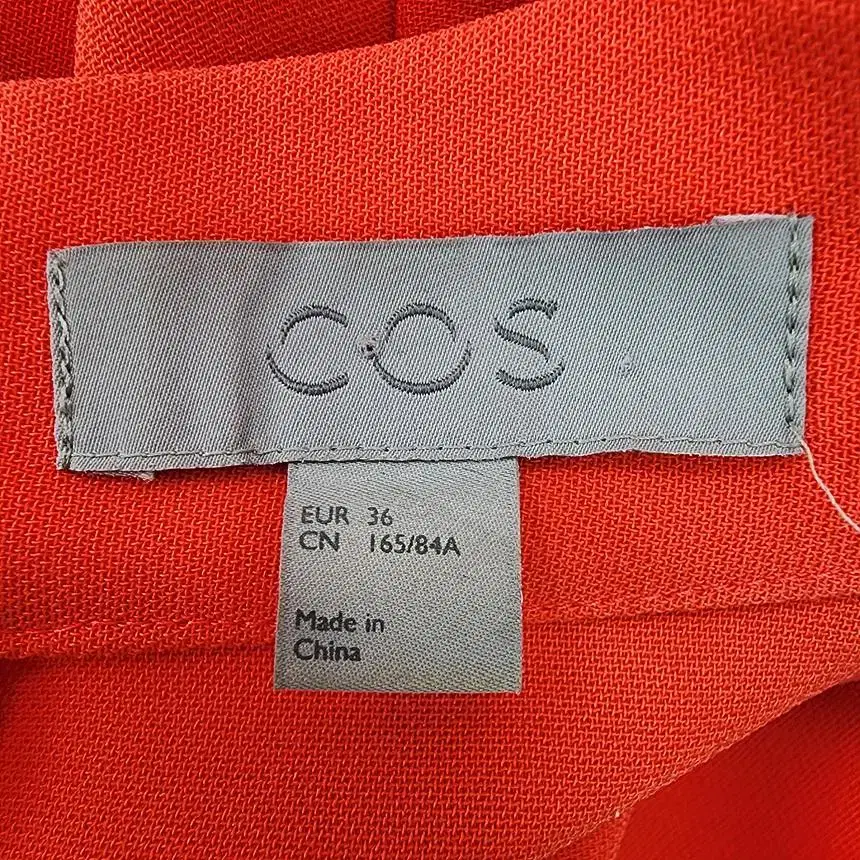 COS
EUR 36
CN 165/84A
Made in
China